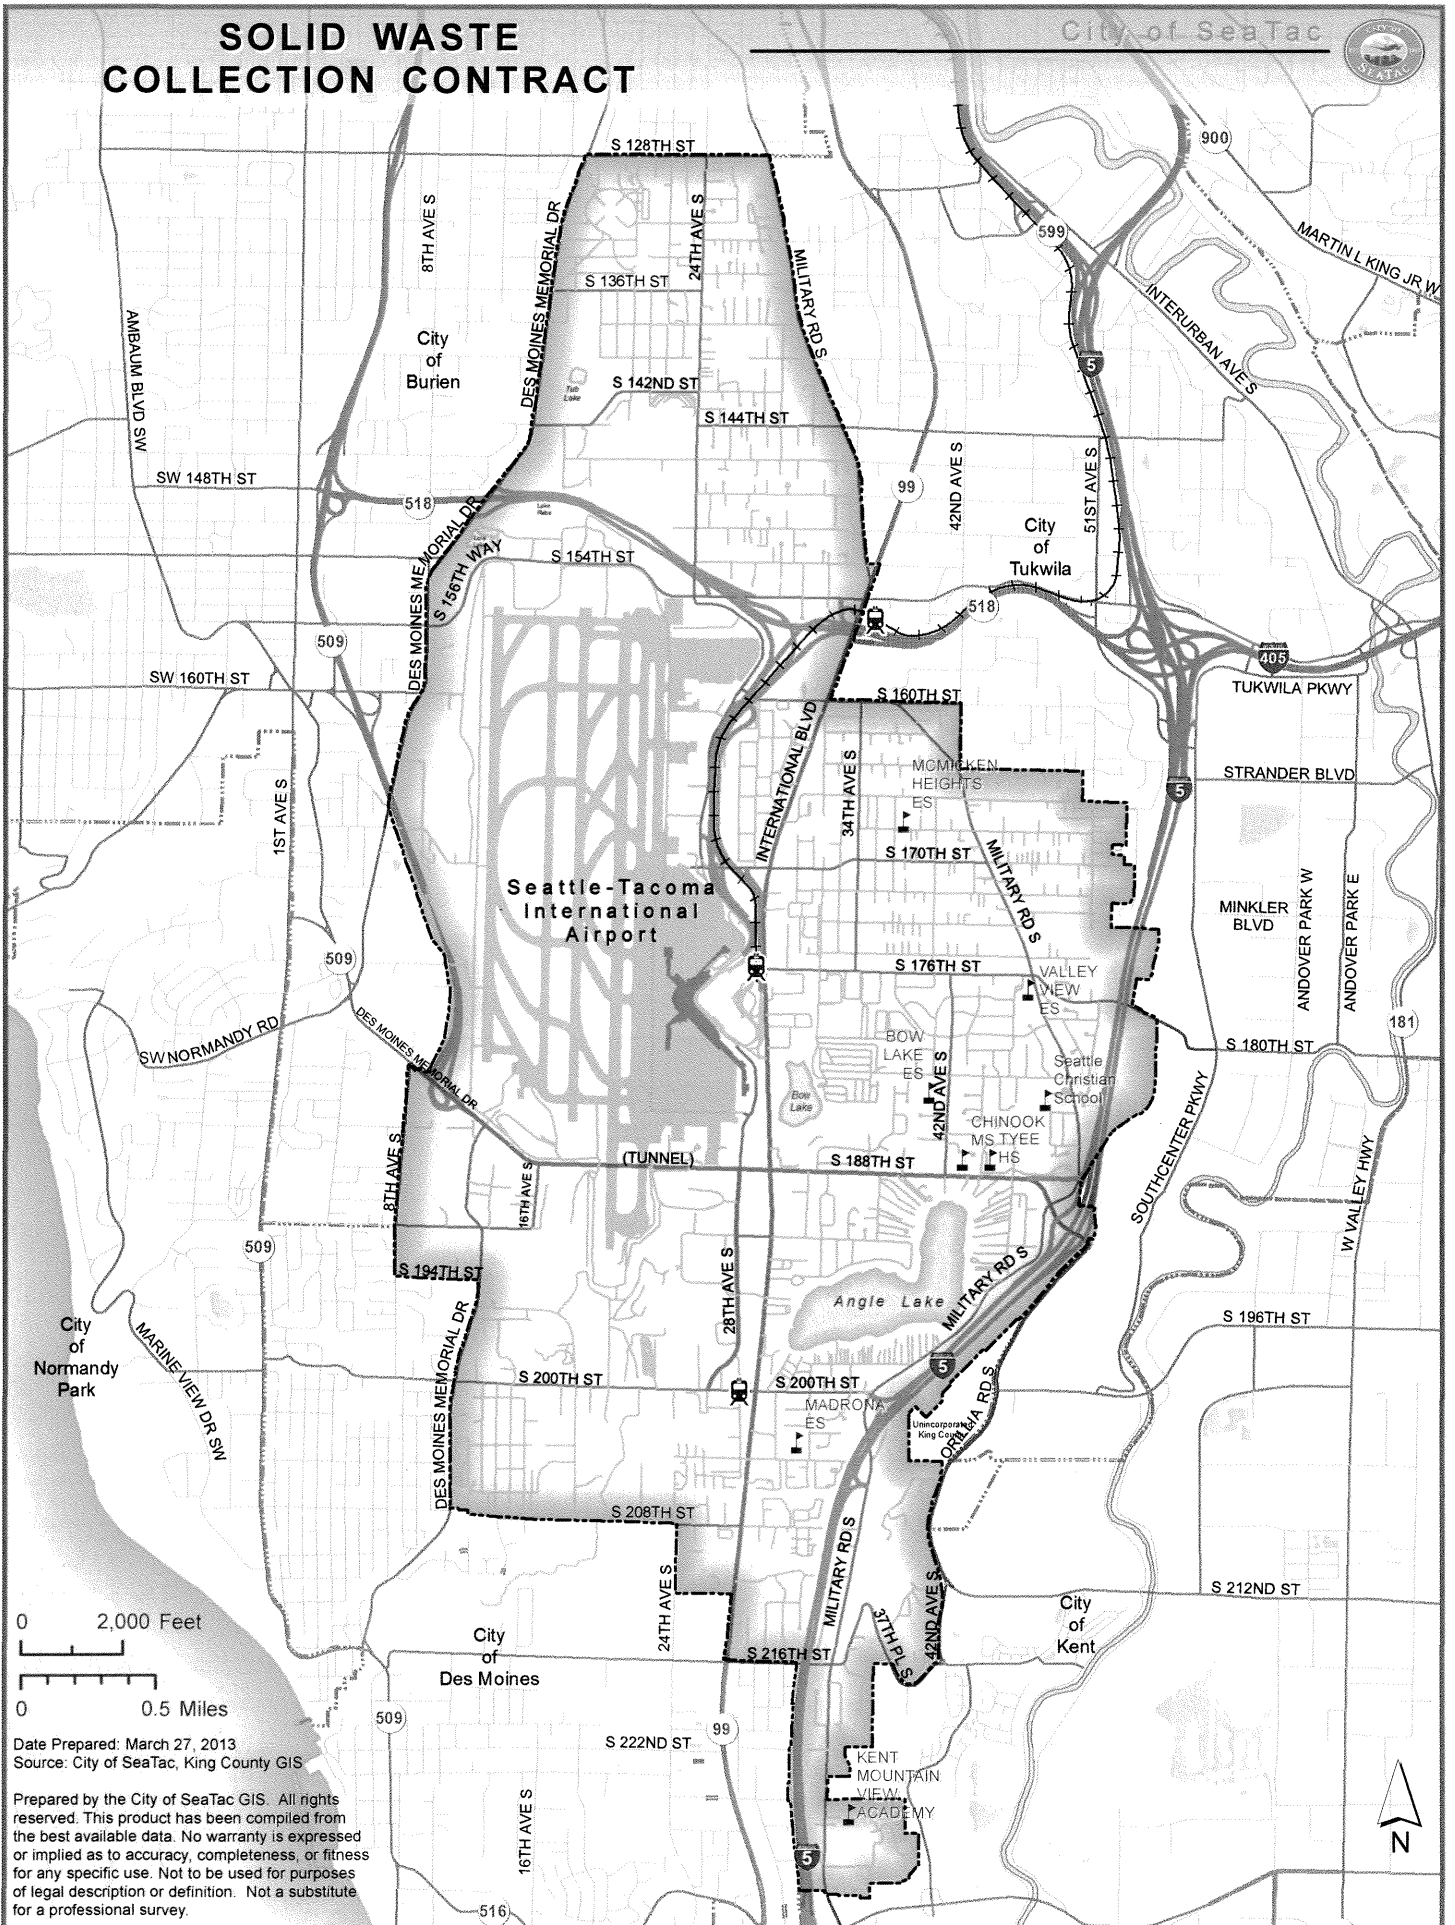 SOLID WASTE
COLLECTION CONTRACT
City of SeaTac
CITY OF
SEATAC
S 128TH ST
900
8TH AVE S
24TH AVE S
DES MOINES MEMORIAL DR
MILITARY RD S
599
MARTIN L KING JR W
S 136TH ST
INTERURBAN AVE S
AMBAUM BLVD SW
City
of
Burien
5
S 142ND ST
Tub
Lake
S 144TH ST
SW 148TH ST
518
99
42ND AVE S
51ST AVE S
DES MOINES MEMORIAL DR
S 156TH WAY
S 154TH ST
City
of
Tukwila
518
509
405
SW 160TH ST
S 160TH ST
TUKWILA PKWY
INTERNATIONAL BLVD
34TH AVE S
MCMICKEN
HEIGHTS
ES
STRANDER BLVD
5
1ST AVE S
S 170TH ST
MILITARY RD S
Seattle-Tacoma
International
Airport
MINKLER
BLVD
ANDOVER PARK W
ANDOVER PARK E
509
S 176TH ST
VALLEY
VIEW
ES
SW NORMANDY RD
DES MOINES MEMORIAL DR
181
BOW
LAKE
ES
S 180TH ST
Seattle
Christian
School
Bow
Lake
42ND AVE S
SOUTHCENTER PKWY
CHINOOK
MS TYEE
HS
8TH AVE S
16TH AVE S
(TUNNEL)
S 188TH ST
W VALLEY HWY
509
S 194TH ST
28TH AVE S
MILITARY RD S
Angle Lake
City
of
Normandy
Park
MARINE VIEW DR SW
DES MOINES MEMORIAL DR
S 196TH ST
5
S 200TH ST
S 200TH ST
MADRONA
ES
ORILLIA RD S
S 208TH ST
MILITARY RD S
24TH AVE S
37TH PL S
42ND AVE S
S 212ND ST
City
of
Kent
0 2,000 Feet
City
of
Des Moines
S 216TH ST
0 0.5 Miles
509
99
S 222ND ST
Date Prepared: March 27, 2013
Source: City of SeaTac, King County GIS
KENT
MOUNTAIN
VIEW
ACADEMY
Prepared by the City of SeaTac GIS. All rights
reserved. This product has been compiled from
the best available data. No warranty is expressed
or implied as to accuracy, completeness, or fitness
for any specific use. Not to be used for purposes
of legal description or definition. Not a substitute
for a professional survey.
16TH AVE S
5
516
N